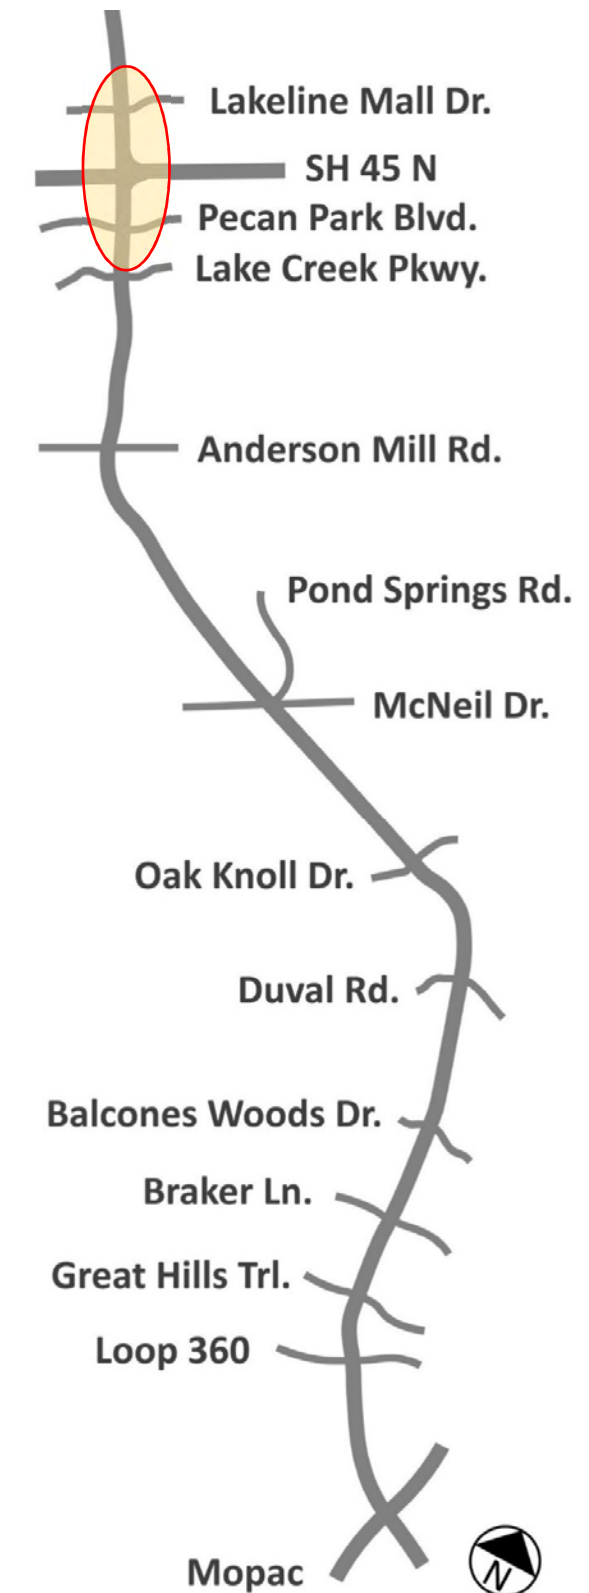 Lakeline Mall Dr.
SH 45 N
Pecan Park Blvd.
Lake Creek Pkwy.
Anderson Mill Rd.
Pond Springs Rd.
McNeil Dr.
Oak Knoll Dr.
Duval Rd.
Balcones Woods Dr.
Braker Ln.
Great Hills Trl.
Loop 360
Mopac
N